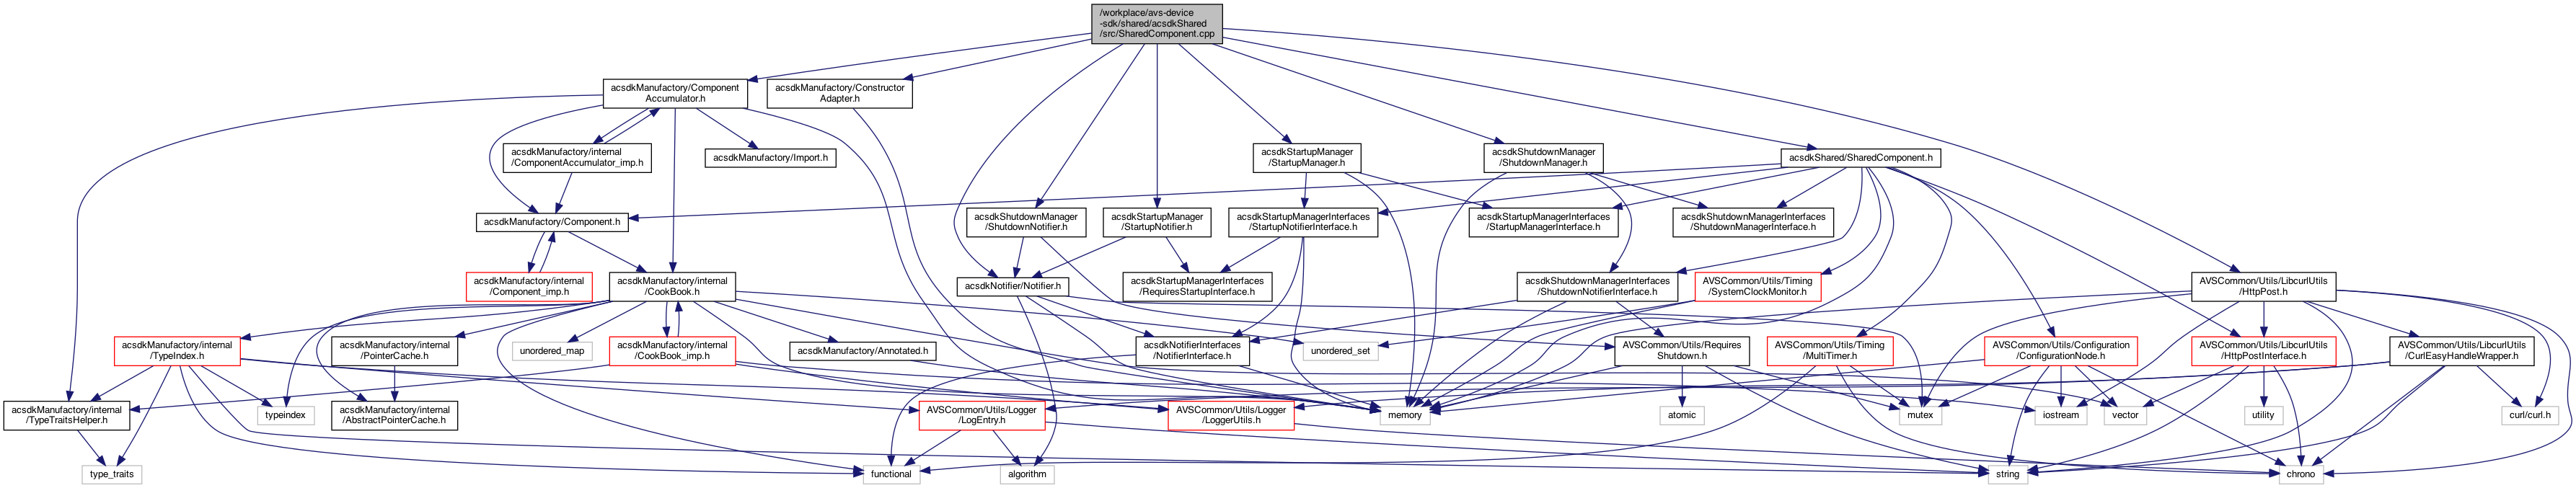 /workplace/avs-device
-sdk/shared/acsdkShared
/src/SharedComponent.cpp
acsdkManufactory/Component
Accumulator.h
acsdkManufactory/Constructor
Adapter.h
acsdkManufactory/internal
/ComponentAccumulator_imp.h
acsdkManufactory/Import.h
acsdkStartupManager
/StartupManager.h
acsdkShutdownManager
/ShutdownManager.h
acsdkShared/SharedComponent.h
acsdkManufactory/Component.h
acsdkShutdownManager
/ShutdownNotifier.h
acsdkStartupManager
/StartupNotifier.h
acsdkStartupManagerInterfaces
/StartupNotifierInterface.h
acsdkStartupManagerInterfaces
/StartupManagerInterface.h
acsdkShutdownManagerInterfaces
/ShutdownManagerInterface.h
acsdkManufactory/internal
/Component_imp.h
acsdkManufactory/internal
/CookBook.h
acsdkNotifier/Notifier.h
acsdkStartupManagerInterfaces
/RequiresStartupInterface.h
acsdkShutdownManagerInterfaces
/ShutdownNotifierInterface.h
AVSCommon/Utils/Timing
/SystemClockMonitor.h
AVSCommon/Utils/LibcurlUtils
/HttpPost.h
acsdkManufactory/internal
/TypeIndex.h
acsdkManufactory/internal
/PointerCache.h
unordered_map
acsdkManufactory/internal
/CookBook_imp.h
acsdkManufactory/Annotated.h
acsdkNotifierInterfaces
/NotifierInterface.h
unordered_set
AVSCommon/Utils/Requires
Shutdown.h
AVSCommon/Utils/Timing
/MultiTimer.h
AVSCommon/Utils/Configuration
/ConfigurationNode.h
AVSCommon/Utils/LibcurlUtils
/HttpPostInterface.h
AVSCommon/Utils/LibcurlUtils
/CurlEasyHandleWrapper.h
acsdkManufactory/internal
/TypeTraitsHelper.h
typeindex
acsdkManufactory/internal
/AbstractPointerCache.h
AVSCommon/Utils/Logger
/LogEntry.h
AVSCommon/Utils/Logger
/LoggerUtils.h
memory
atomic
mutex
iostream
vector
utility
curl/curl.h
type_traits
functional
algorithm
string
chrono